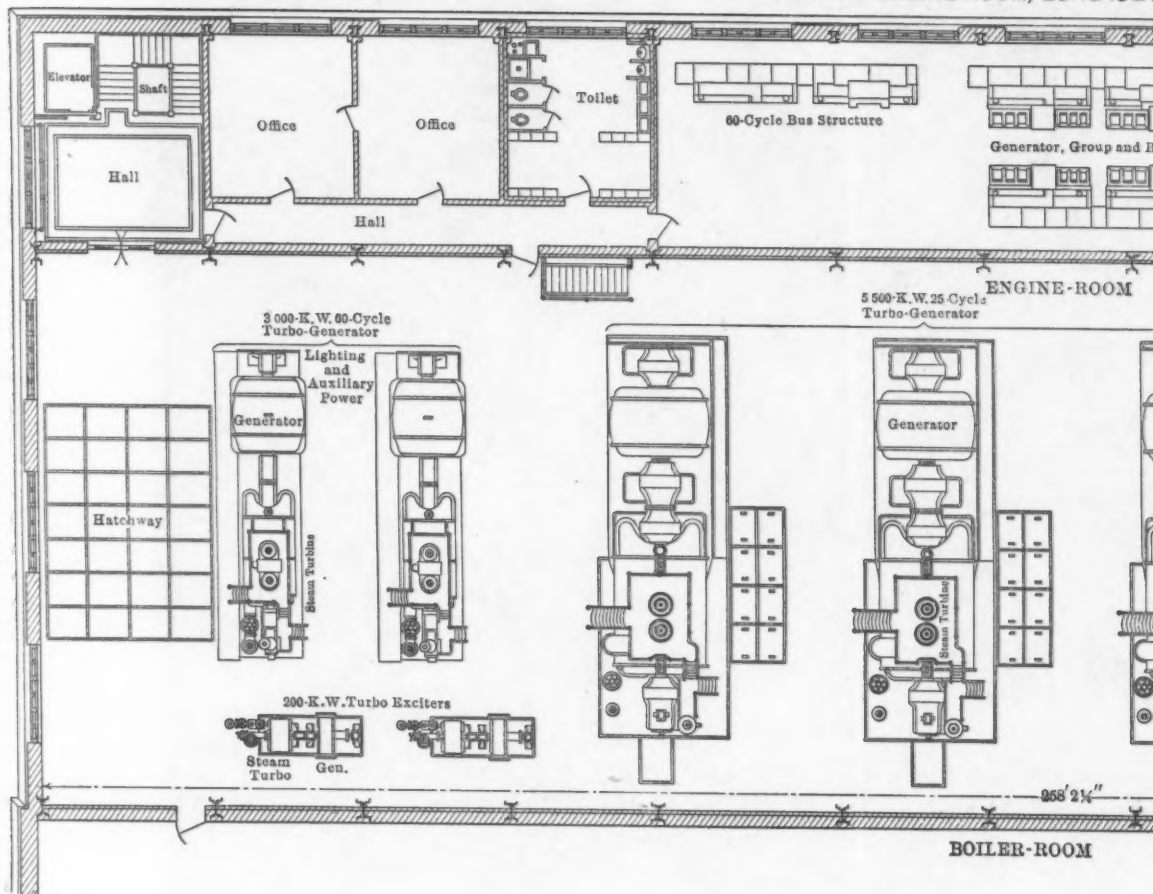 Elevator
Shaft
Office
Office
Toilet
60-Cycle Bus Structure
Generator, Group and
Hall
Hall
ENGINE-ROOM
3 000-K.W. 60-Cycle
Turbo-Generator
Lighting
and
Auxiliary
Power
5 500-K.W. 25-Cycle
Turbo-Generator
Generator
Generator
Hatchway
Steam Turbine
Steam Turbine
200-K.W. Turbo Exciters
Steam
Turbo
Gen.
258' 2¼"
BOILER-ROOM